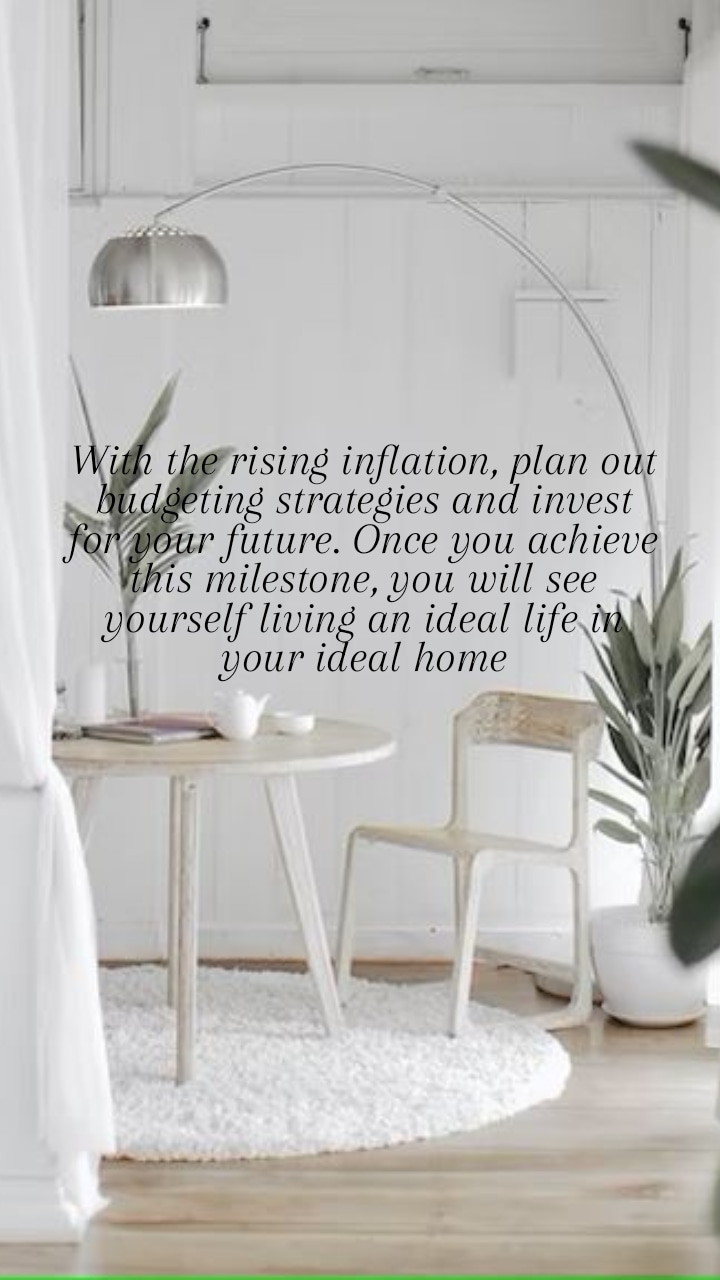 With the rising inflation, plan out
budgeting strategies and invest
for your future. Once you achieve
this milestone, you will see
yourself living an ideal life in
your ideal home